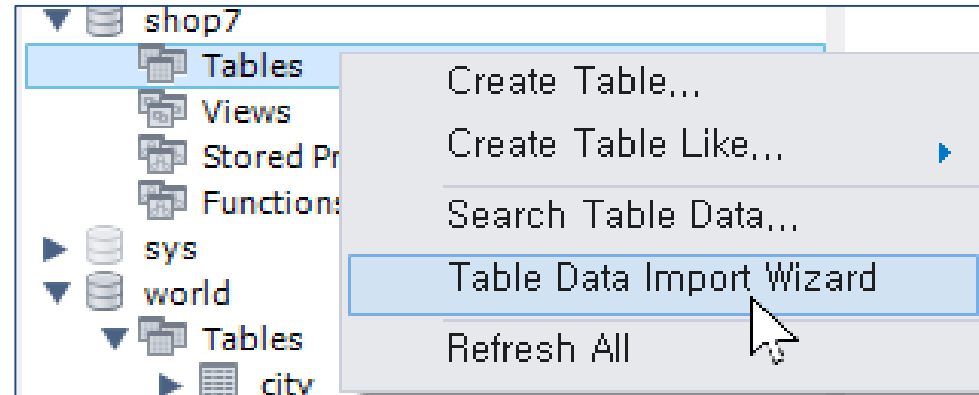 shop7
Tables
Views
Stored Pr
Functions
sys
world
Tables
city
Create Table...
Create Table Like...
Search Table Data...
Table Data Import Wizard
Refresh All